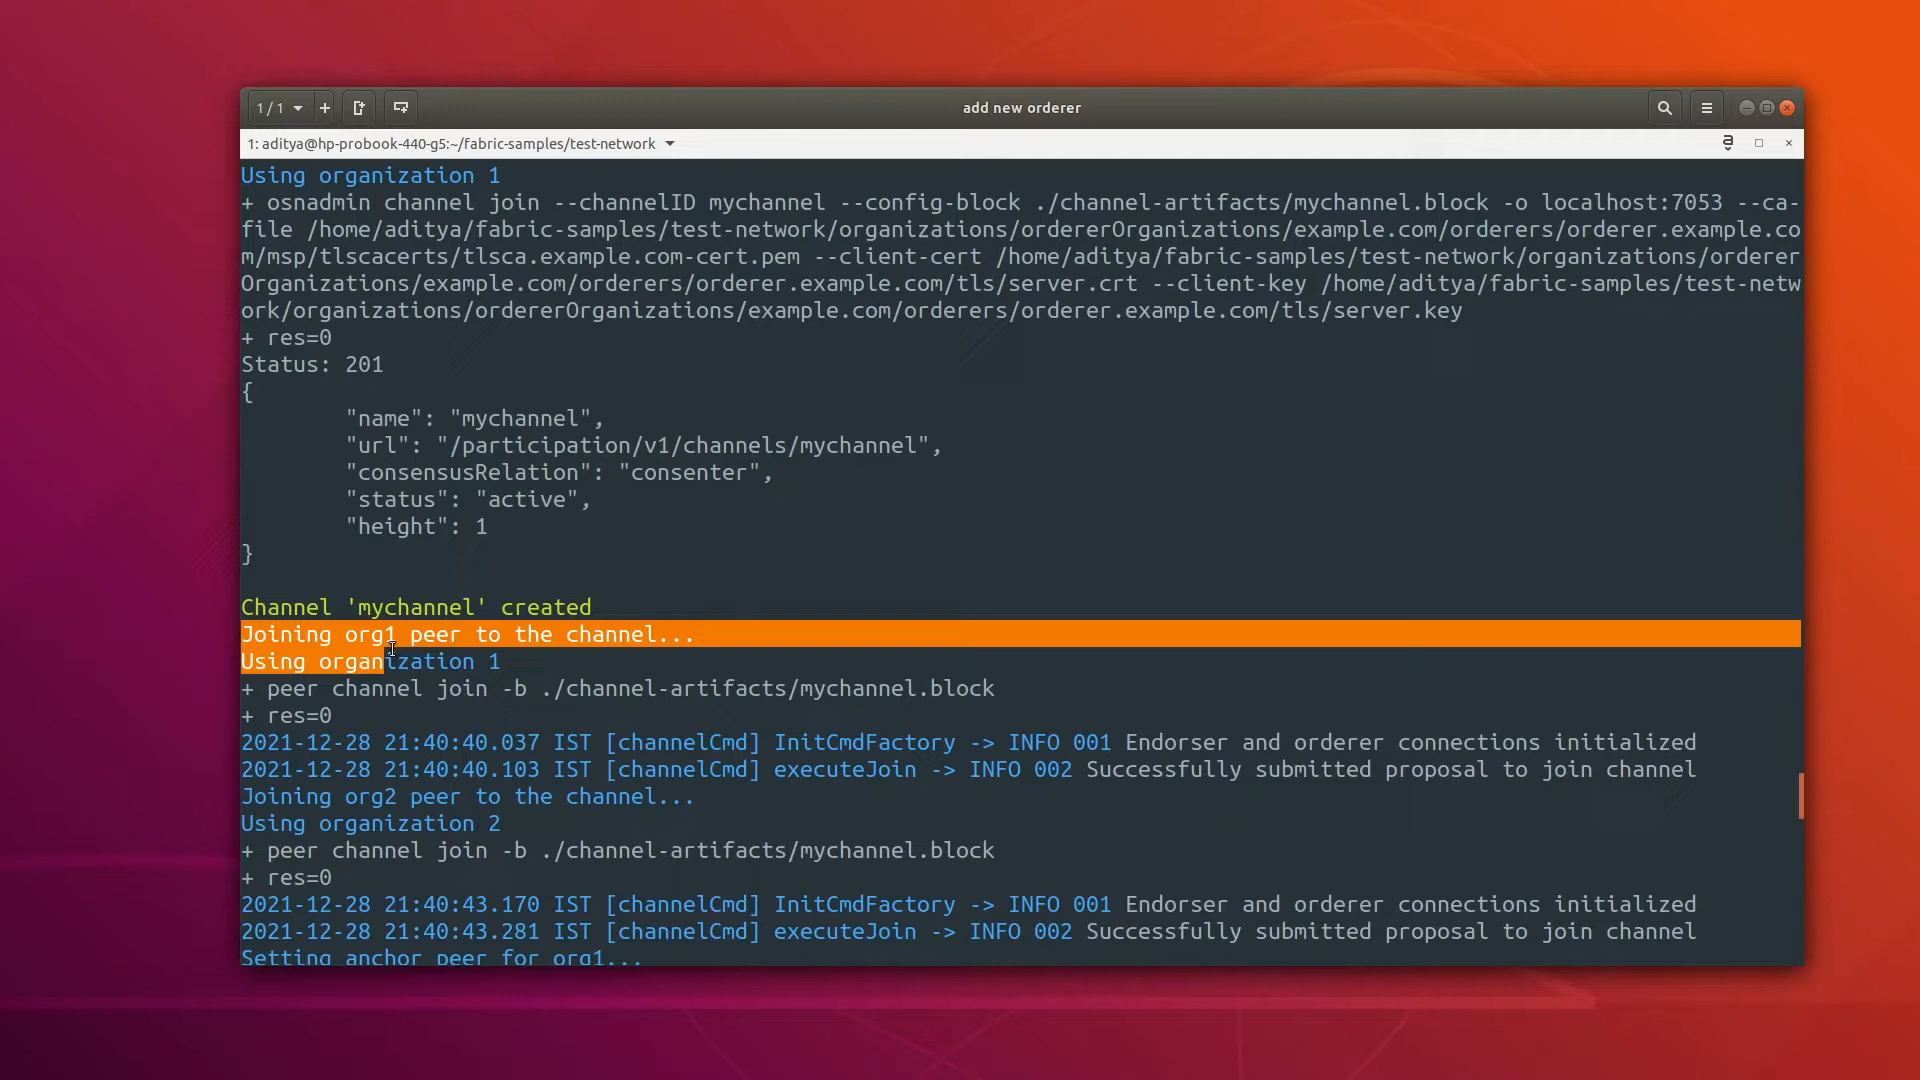 1 / 1
add new orderer
1: aditya@hp-probook-440-g5:~/fabric-samples/test-network
Using organization 1
+ osnadmin channel join --channelID mychannel --config-block ./channel-artifacts/mychannel.block -o localhost:7053 --ca-
file /home/aditya/fabric-samples/test-network/organizations/ordererOrganizations/example.com/orderers/orderer.example.co
m/msp/tlscacerts/tlsca.example.com-cert.pem --client-cert /home/aditya/fabric-samples/test-network/organizations/orderer
Organizations/example.com/orderers/orderer.example.com/tls/server.crt --client-key /home/aditya/fabric-samples/test-netw
ork/organizations/ordererOrganizations/example.com/orderers/orderer.example.com/tls/server.key
+ res=0
Status: 201
{
        "name": "mychannel",
        "url": "/participation/v1/channels/mychannel",
        "consensusRelation": "consenter",
        "status": "active",
        "height": 1
}
Channel 'mychannel' created
Joining org1 peer to the channel...
Using organization 1
+ peer channel join -b ./channel-artifacts/mychannel.block
+ res=0
2021-12-28 21:40:40.037 IST [channelCmd] InitCmdFactory -> INFO 001 Endorser and orderer connections initialized
2021-12-28 21:40:40.103 IST [channelCmd] executeJoin -> INFO 002 Successfully submitted proposal to join channel
Joining org2 peer to the channel...
Using organization 2
+ peer channel join -b ./channel-artifacts/mychannel.block
+ res=0
2021-12-28 21:40:43.170 IST [channelCmd] InitCmdFactory -> INFO 001 Endorser and orderer connections initialized
2021-12-28 21:40:43.281 IST [channelCmd] executeJoin -> INFO 002 Successfully submitted proposal to join channel
Setting anchor peer for org1...